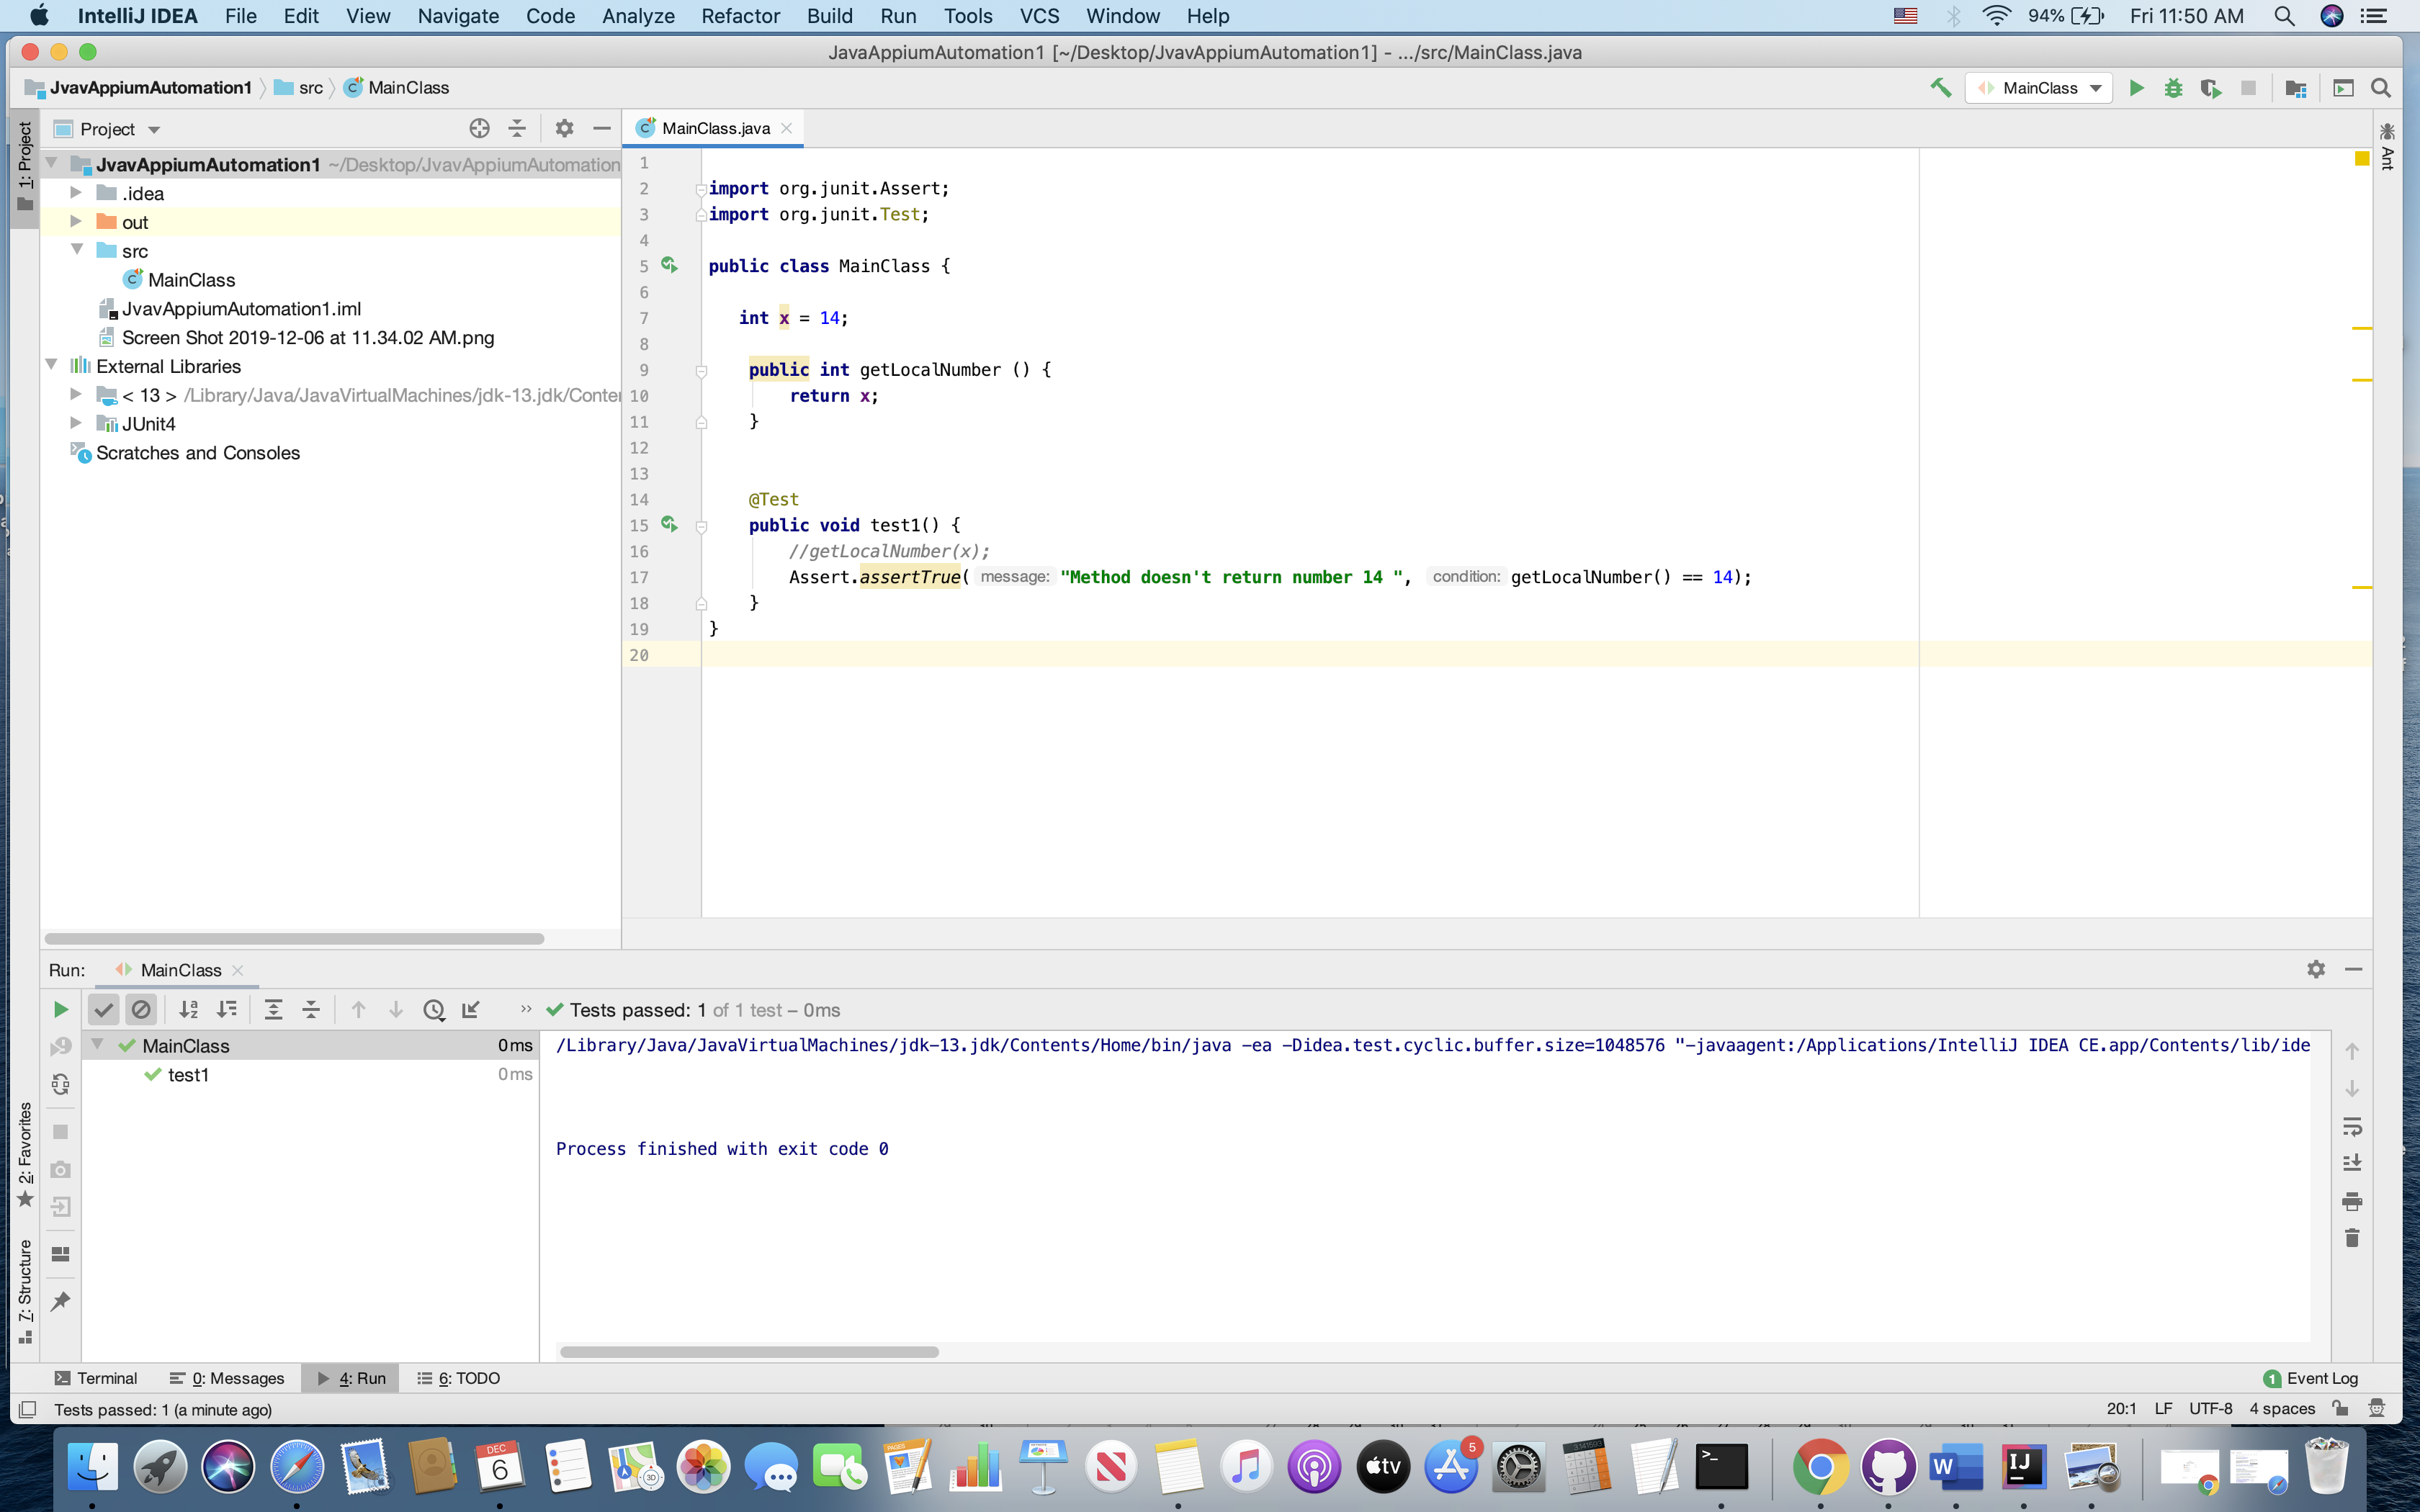 IntelliJ IDEA File Edit View Navigate Code Analyze Refactor Build Run Tools VCS Window Help 94% Fri 11:50 AM
JavaAppiumAutomation1 [~/Desktop/JvavAppiumAutomation1] - .../src/MainClass.java
JvavAppiumAutomation1 src MainClass MainClass
1: Project Project MainClass.java Ant
JvavAppiumAutomation1 ~/Desktop/JvavAppiumAutomation
.idea
out
src
MainClass
JvavAppiumAutomation1.iml
Screen Shot 2019-12-06 at 11.34.02 AM.png
External Libraries
< 13 > /Library/Java/JavaVirtualMachines/jdk-13.jdk/Conte
JUnit4
Scratches and Consoles
1
2 import org.junit.Assert;
3 import org.junit.Test;
4
5 public class MainClass {
6
7 int x = 14;
8
9 public int getLocalNumber () {
10 return x;
11 }
12
13
14 @Test
15 public void test1() {
16 //getLocalNumber(x);
17 Assert.assertTrue( message: "Method doesn't return number 14 ", condition: getLocalNumber() == 14);
18 }
19 }
20
Run: MainClass
Tests passed: 1 of 1 test – 0ms
MainClass 0ms
test1 0ms
/Library/Java/JavaVirtualMachines/jdk-13.jdk/Contents/Home/bin/java -ea -Didea.test.cyclic.buffer.size=1048576 "-javaagent:/Applications/IntelliJ IDEA CE.app/Contents/lib/ide
Process finished with exit code 0
2: Favorites
7: Structure
Terminal 0: Messages 4: Run 6: TODO 1 Event Log
Tests passed: 1 (a minute ago) 20:1 LF UTF-8 4 spaces
DEC
6
PAGES
3D
tv
5
W
IJ